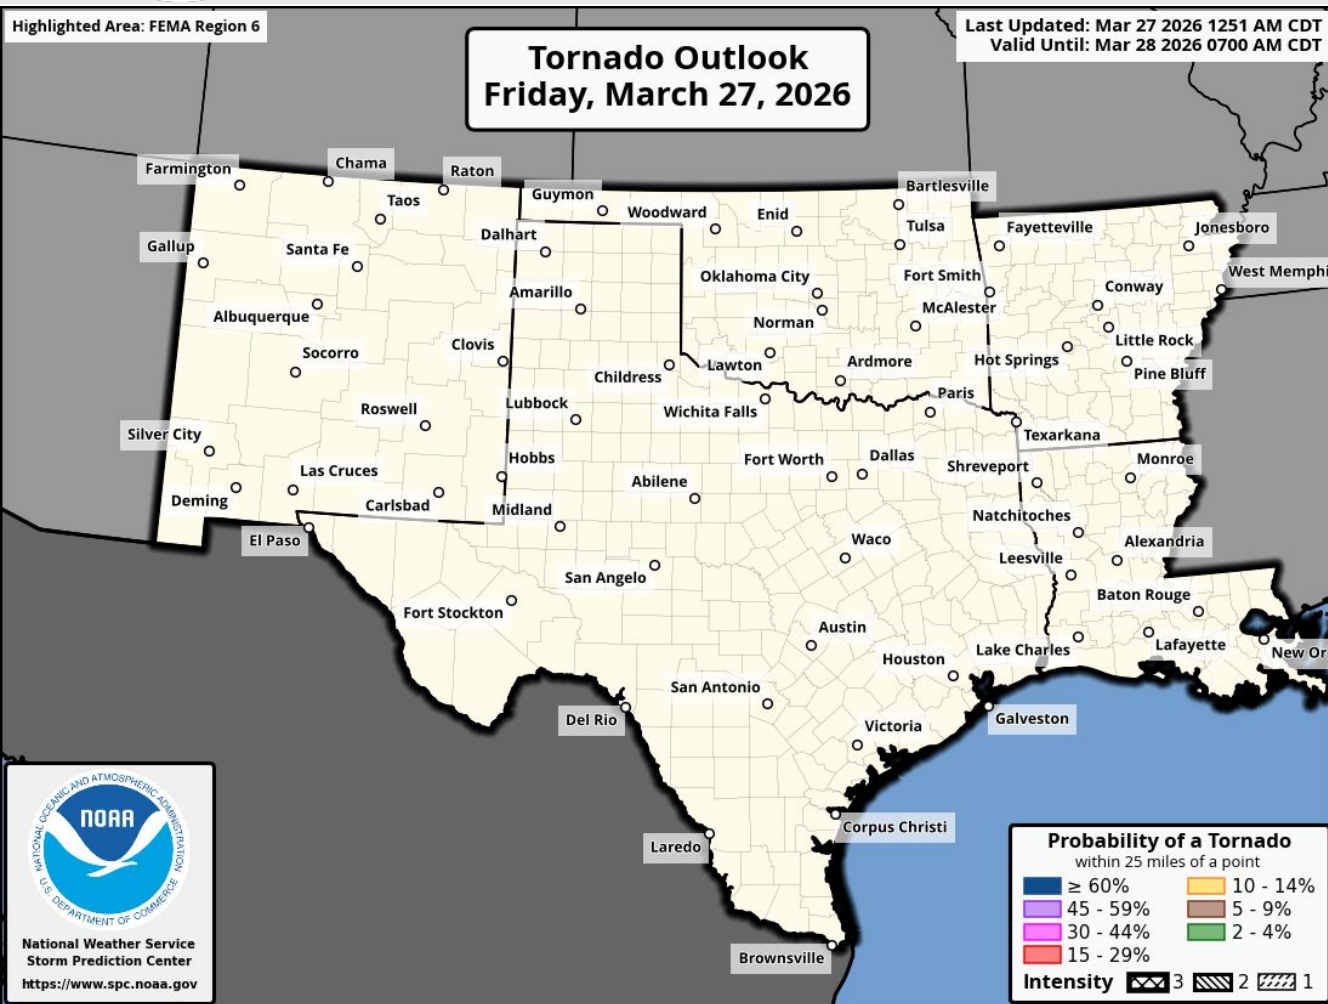 Highlighted Area: FEMA Region 6
Last Updated: Mar 27 2026 1251 AM CDT
Valid Until: Mar 28 2026 0700 AM CDT
Tornado Outlook
Friday, March 27, 2026
Farmington
Chama
Raton
Taos
Guymon
Woodward
Enid
Bartlesville
Tulsa
Fayetteville
Jonesboro
Gallup
Santa Fe
Dalhart
Oklahoma City
Fort Smith
West Memphi
Albuquerque
Amarillo
Norman
McAlester
Conway
Little Rock
Socorro
Clovis
Childress
Lawton
Ardmore
Hot Springs
Pine Bluff
Roswell
Lubbock
Wichita Falls
Paris
Texarkana
Silver City
Las Cruces
Hobbs
Abilene
Fort Worth
Dallas
Shreveport
Monroe
Deming
Carlsbad
Midland
Natchitoches
El Paso
Waco
Leesville
Alexandria
San Angelo
Fort Stockton
Baton Rouge
Austin
Houston
Lake Charles
Lafayette
New Or
San Antonio
Del Rio
Victoria
Galveston
Laredo
Corpus Christi
Brownsville
NATIONAL OCEANIC AND ATMOSPHERIC ADMINISTRATION
NOAA
U.S. DEPARTMENT OF COMMERCE
National Weather Service
Storm Prediction Center
https://www.spc.noaa.gov
Probability of a Tornado
within 25 miles of a point
≥ 60% 10 - 14%
45 - 59% 5 - 9%
30 - 44% 2 - 4%
15 - 29%
Intensity 3 2 1